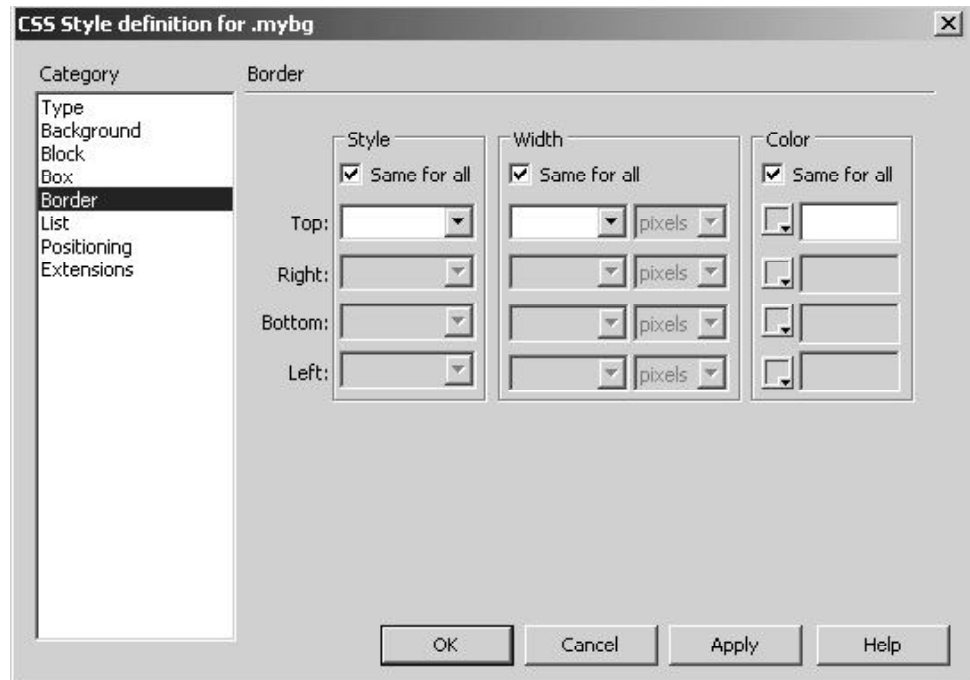 CSS Style definition for .mybg
Category
Border
Type
Background
Block
Box
Border
List
Positioning
Extensions
Style
Width
Color
Same for all
Same for all
Same for all
Top:
pixels
Right:
pixels
Bottom:
pixels
Left:
pixels
OK
Cancel
Apply
Help